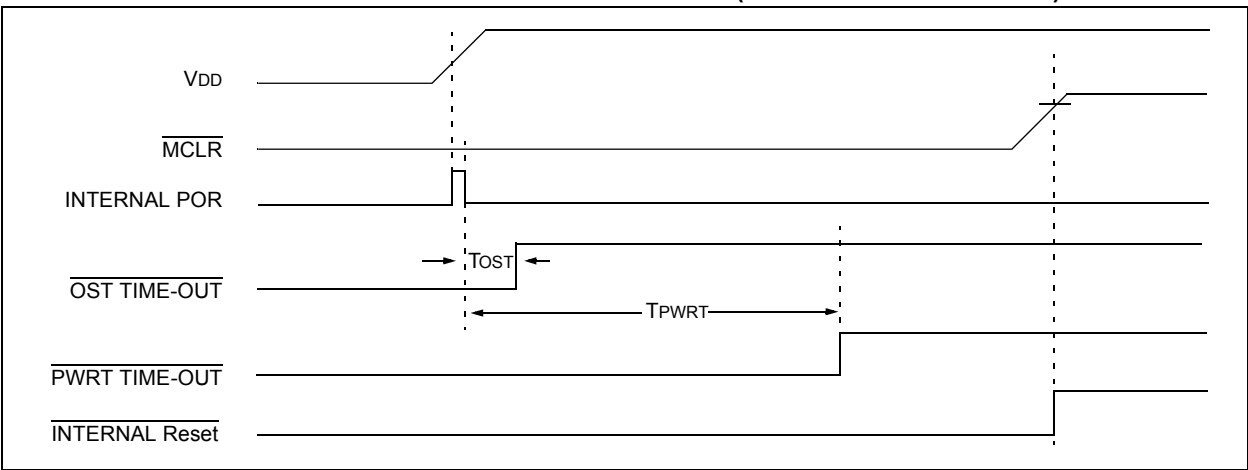 VDD
MCLR
INTERNAL POR
TOST
OST TIME-OUT
TPWRT
PWRT TIME-OUT
INTERNAL Reset